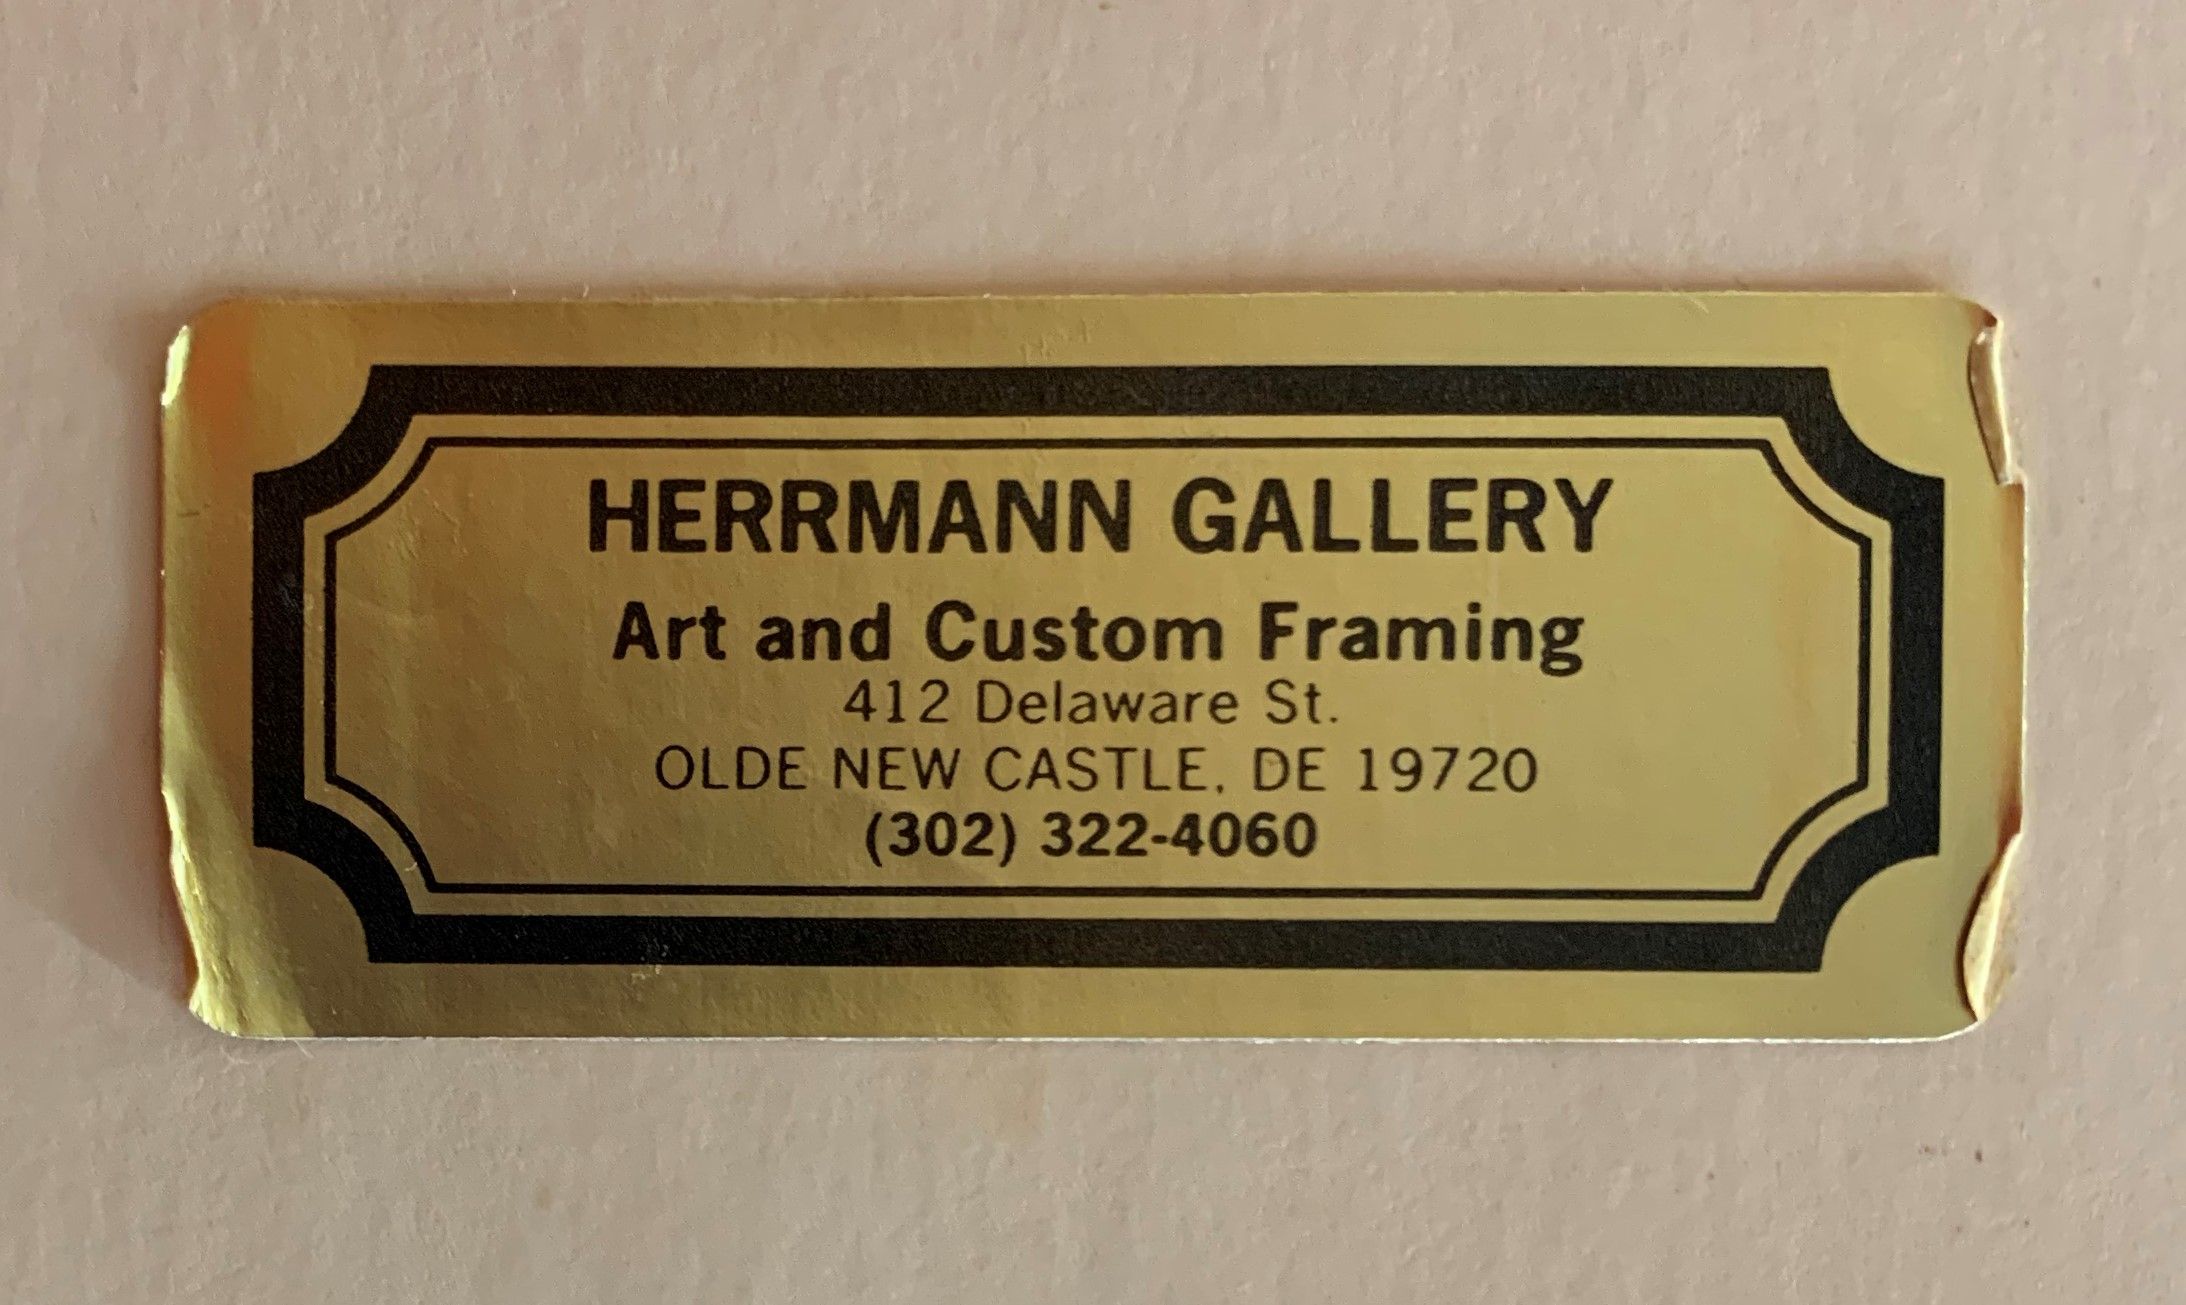 HERRMANN GALLERY
Art and Custom Framing
412 Delaware St.
OLDE NEW CASTLE, DE 19720
(302) 322-4060